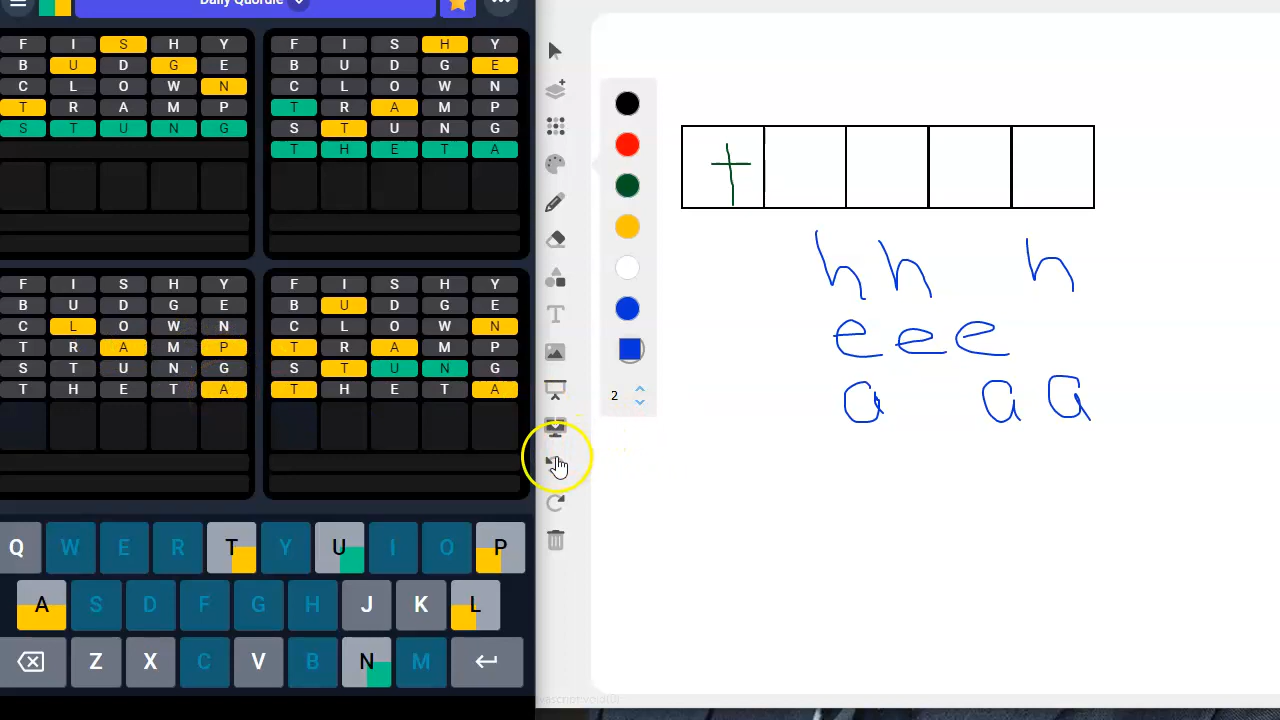 Daily Quordle
F I S H Y F I S H Y
B U D G E B U D G E
C L O W N C L O W N
T R A M P T R A M P
S T U N G S T U N G
T H E T A
F I S H Y F I S H Y
B U D G E B U D G E
C L O W N C L O W N
T R A M P T R A M P
S T U N G S T U N G
T H E T A T H E T A
Q W E R T Y U I O P
A S D F G H J K L
Z X C V B N M
T
2
t
h h h
e e e
a a a